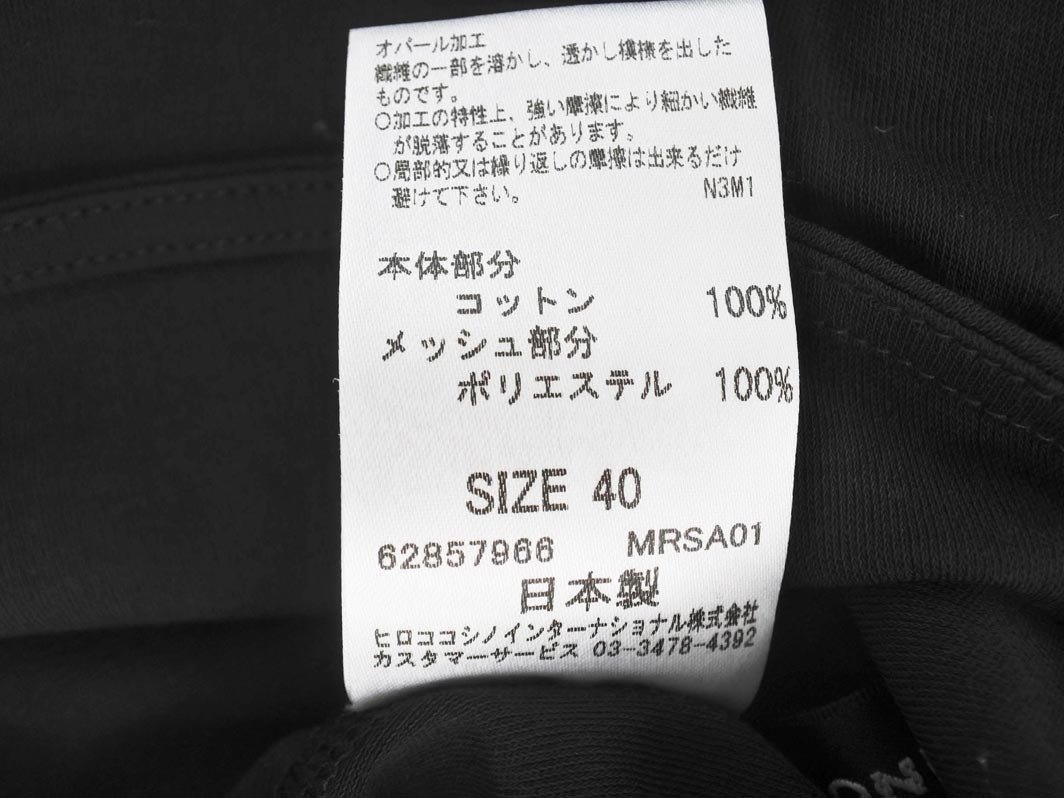 オパール加工
繊維の一部を溶かし、透かし模様を出した
ものです。
○加工の特性上、強い摩擦により細かい繊維
が脱落することがあります。
○局部的又は繰り返しの摩擦は出来るだけ
避けて下さい。 N3M1
本体部分
コットン 100%
メッシュ部分
ポリエステル 100%
SIZE 40
62857966 MRSA01
日本製
ヒロココシノインターナショナル株式会社
カスタマーサービス 03-3478-4392